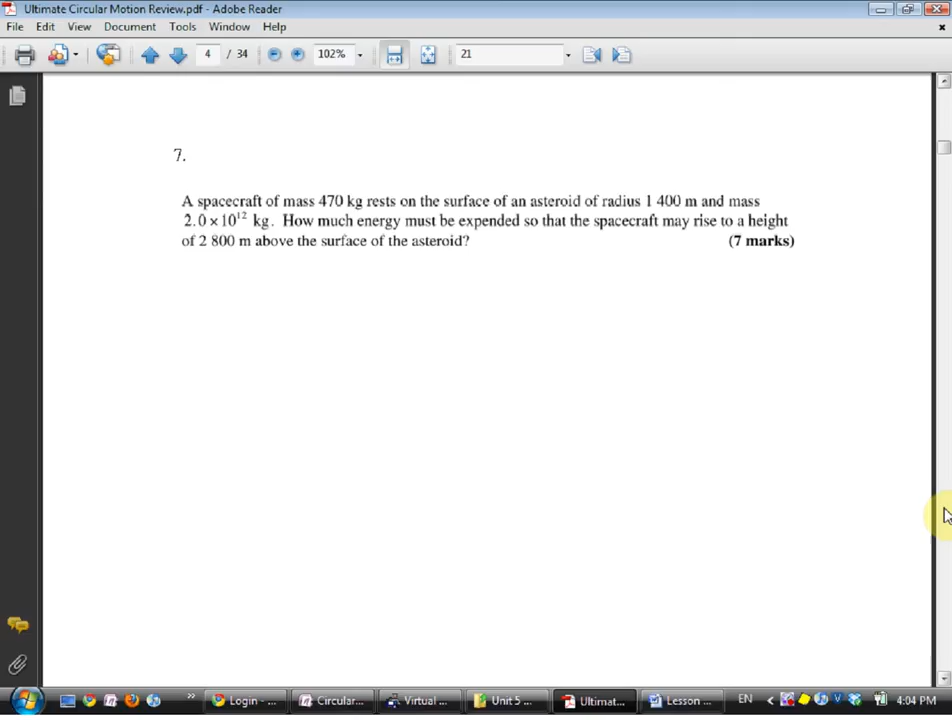 Ultimate Circular Motion Review.pdf - Adobe Reader
File Edit View Document Tools Window Help
4 / 34 102% 21
7.
A spacecraft of mass 470 kg rests on the surface of an asteroid of radius 1 400 m and mass
2.0 × 10¹² kg. How much energy must be expended so that the spacecraft may rise to a height
of 2 800 m above the surface of the asteroid? (7 marks)
Login - ... Circular... Virtual ... Unit 5 ... Ultimat... Lesson ... EN 4:04 PM